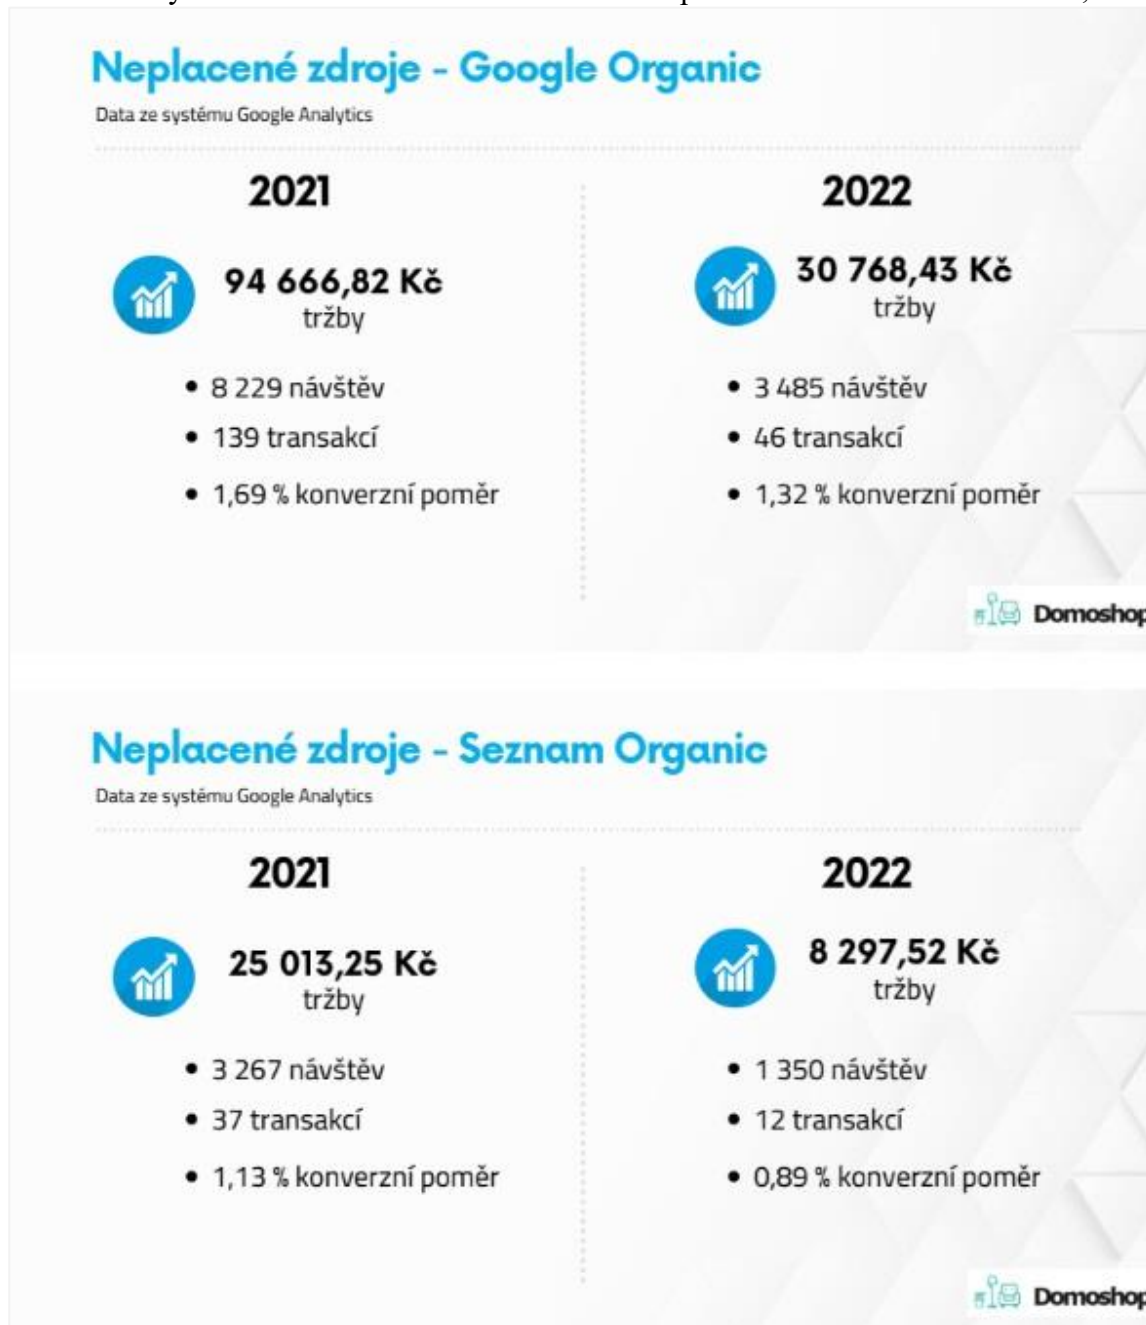 Neplacené zdroje - Google Organic
Data ze systému Google Analytics
2021
94 666,82 Kč
tržby
• 8 229 návštěv
• 139 transakcí
• 1,69 % konverzní poměr
2022
30 768,43 Kč
tržby
• 3 485 návštěv
• 46 transakcí
• 1,32 % konverzní poměr
Domoshop
Neplacené zdroje - Seznam Organic
Data ze systému Google Analytics
2021
25 013,25 Kč
tržby
• 3 267 návštěv
• 37 transakcí
• 1,13 % konverzní poměr
2022
8 297,52 Kč
tržby
• 1 350 návštěv
• 12 transakcí
• 0,89 % konverzní poměr
Domoshop